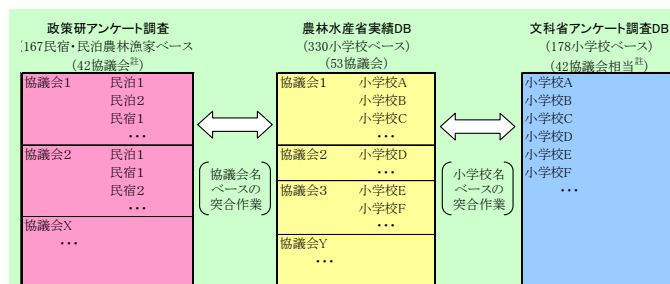 政策研アンケート調査
(167民宿・民泊農林漁家ベース
(42協議会註)
協議会1 民泊1
民泊2
民宿1
・・・
協議会2 民泊1
民宿1
民宿2
・・・
協議会X
・・・
協議会名
ベースの
突合作業
農林水産省実績DB
(330小学校ベース)
(53協議会)
協議会1 小学校A
小学校B
小学校C
・・・
協議会2 小学校D
・・・
協議会3 小学校E
小学校F
・・・
協議会Y
・・・
小学校名
ベースの
突合作業
文科省アンケート調査DB
(178小学校ベース)
(42協議会相当註)
小学校A
小学校B
小学校C
小学校D
小学校E
小学校F
・・・